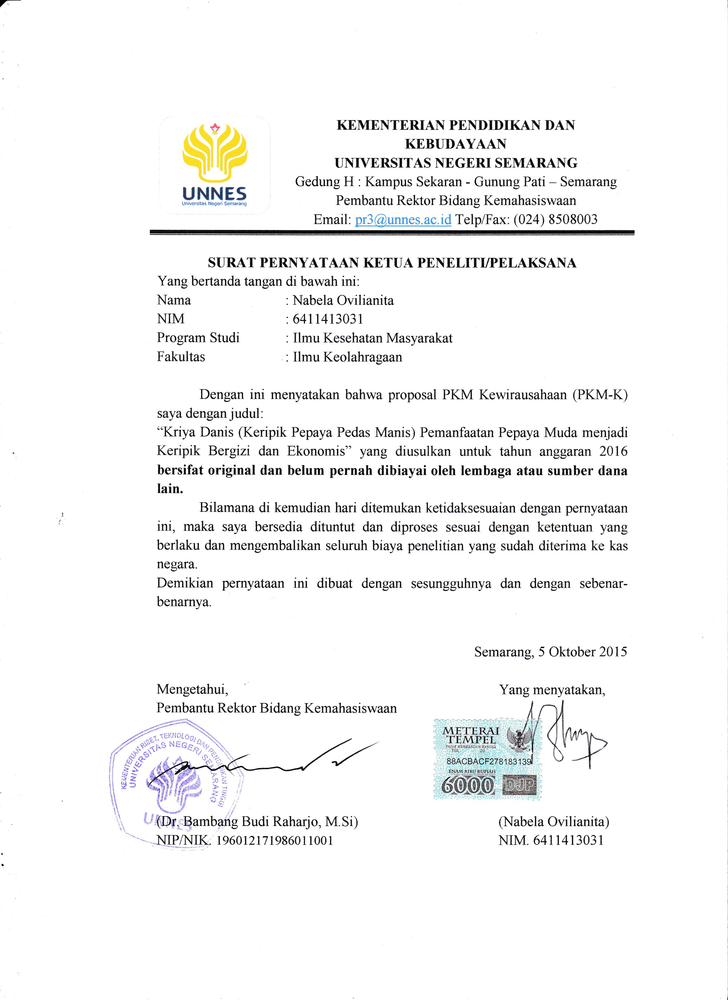 UNNES
Universitas Negeri Semarang
KEMENTERIAN PENDIDIKAN DAN
KEBUDAYAAN
UNIVERSITAS NEGERI SEMARANG
Gedung H : Kampus Sekaran - Gunung Pati – Semarang
Pembantu Rektor Bidang Kemahasiswaan
Email: pr3@unnes.ac.id Telp/Fax: (024) 8508003
SURAT PERNYATAAN KETUA PENELITI/PELAKSANA
Yang bertanda tangan di bawah ini:
Nama : Nabela Ovilianita
NIM : 6411413031
Program Studi : Ilmu Kesehatan Masyarakat
Fakultas : Ilmu Keolahragaan
Dengan ini menyatakan bahwa proposal PKM Kewirausahaan (PKM-K)
saya dengan judul:
“Kriya Danis (Keripik Pepaya Pedas Manis) Pemanfaatan Pepaya Muda menjadi
Keripik Bergizi dan Ekonomis” yang diusulkan untuk tahun anggaran 2016
bersifat original dan belum pernah dibiayai oleh lembaga atau sumber dana
lain.
Bilamana di kemudian hari ditemukan ketidaksesuaian dengan pernyataan
ini, maka saya bersedia dituntut dan diproses sesuai dengan ketentuan yang
berlaku dan mengembalikan seluruh biaya penelitian yang sudah diterima ke kas
negara.
Demikian pernyataan ini dibuat dengan sesungguhnya dan dengan sebenar-
benarnya.
Semarang, 5 Oktober 2015
Mengetahui,
Pembantu Rektor Bidang Kemahasiswaan
Yang menyatakan,
KEMENTERIAN RISET, TEKNOLOGI DAN PENDIDIKAN TINGGI
UNIVERSITAS NEGERI SEMARANG
UNNES
METERAI
TEMPEL
PAJAK MEMBANGUN BANGSA
TGL. 20
88ACBACF278183139
ENAM RIBU RUPIAH
6000 DJP
(Dr. Bambang Budi Raharjo, M.Si)
NIP/NIK. 196012171986011001
(Nabela Ovilianita)
NIM. 6411413031